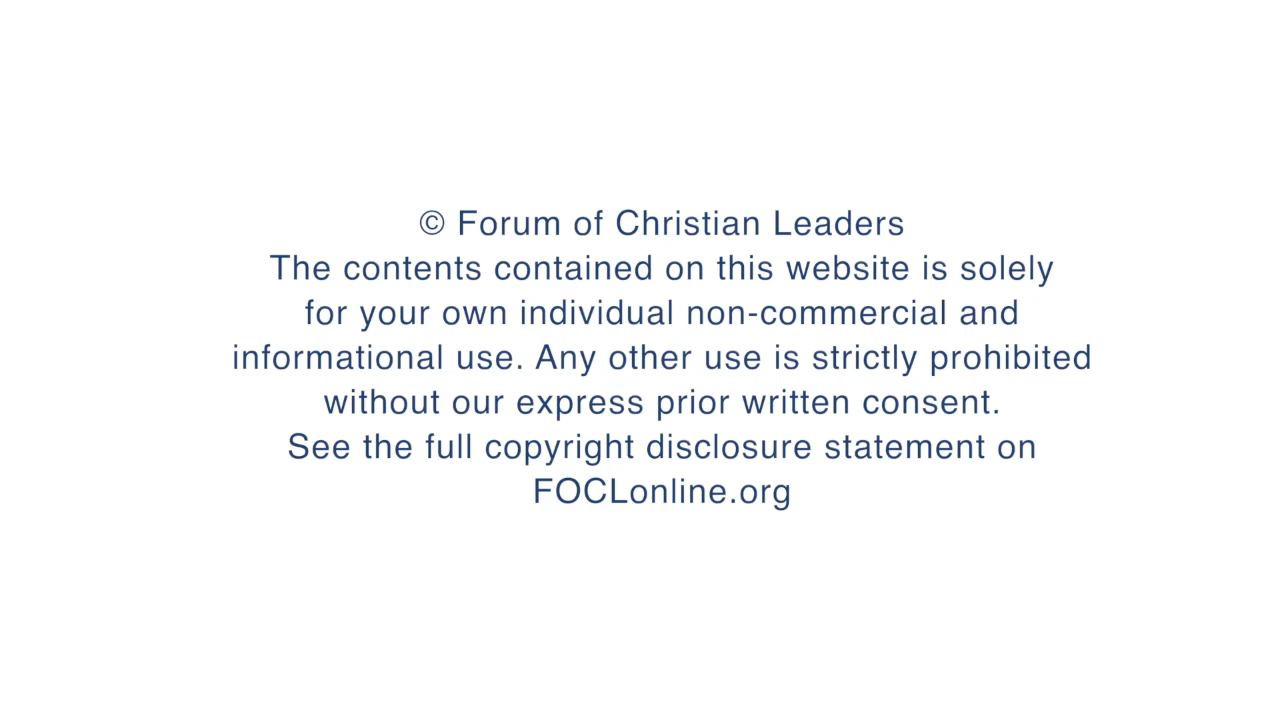 © Forum of Christian Leaders
The contents contained on this website is solely
for your own individual non-commercial and
informational use. Any other use is strictly prohibited
without our express prior written consent.
See the full copyright disclosure statement on
FOCLonline.org